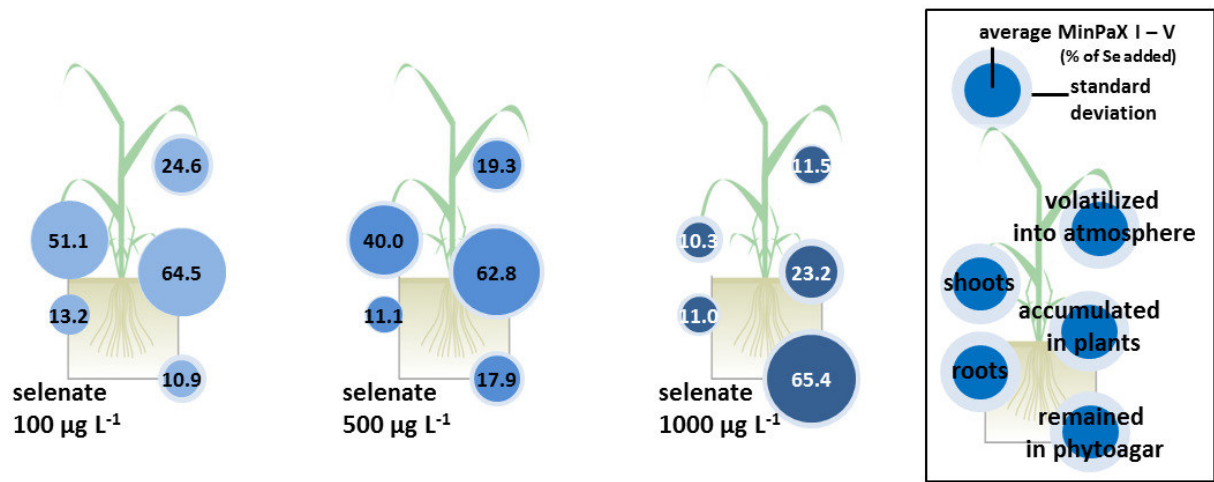 24.6
51.1
64.5
13.2
10.9
selenate
100 µg L⁻¹
19.3
40.0
62.8
11.1
17.9
selenate
500 µg L⁻¹
11.5
10.3
23.2
11.0
65.4
selenate
1000 µg L⁻¹
average MinPaX I – V
(% of Se added)
standard
deviation
volatilized
into atmosphere
shoots
accumulated
in plants
roots
remained
in phytoagar